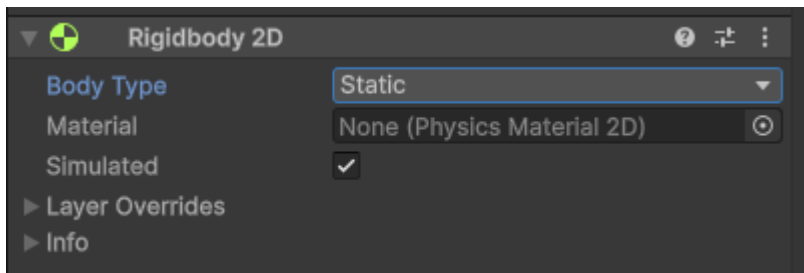 Rigidbody 2D
Body Type Static
Material None (Physics Material 2D)
Simulated
Layer Overrides
Info